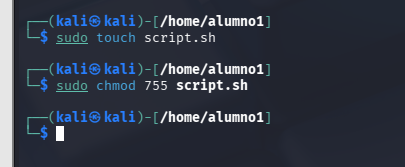 ┌──(kali㉿kali)-[/home/alumno1]
└─$ sudo touch script.sh
┌──(kali㉿kali)-[/home/alumno1]
└─$ sudo chmod 755 script.sh
┌──(kali㉿kali)-[/home/alumno1]
└─$